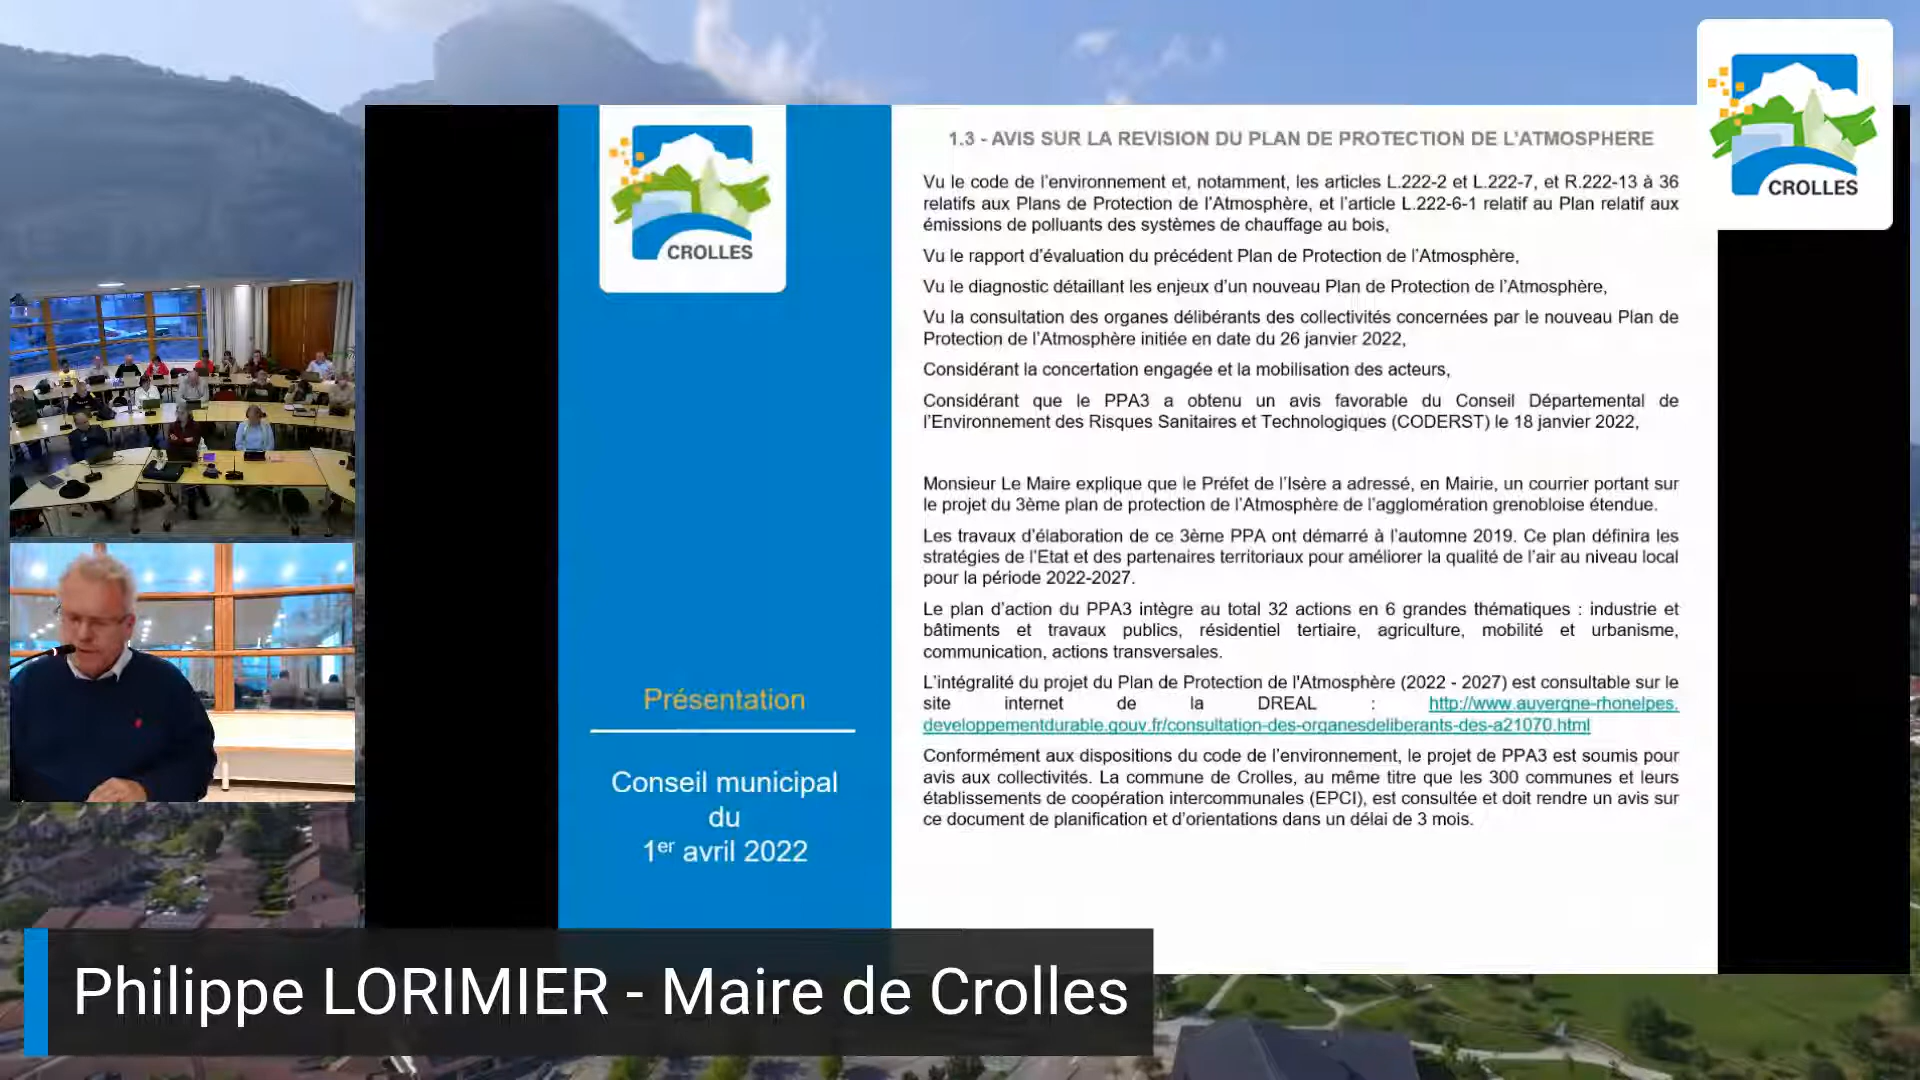 CROLLES
CROLLES
1.3 - AVIS SUR LA REVISION DU PLAN DE PROTECTION DE L'ATMOSPHERE
Vu le code de l'environnement et, notamment, les articles L.222-2 et L.222-7, et R.222-13 à 36
relatifs aux Plans de Protection de l'Atmosphère, et l'article L.222-6-1 relatif au Plan relatif aux
émissions de polluants des systèmes de chauffage au bois,
Vu le rapport d'évaluation du précédent Plan de Protection de l'Atmosphère,
Vu le diagnostic détaillant les enjeux d'un nouveau Plan de Protection de l'Atmosphère,
Vu la consultation des organes délibérants des collectivités concernées par le nouveau Plan de
Protection de l'Atmosphère initiée en date du 26 janvier 2022,
Considérant la concertation engagée et la mobilisation des acteurs,
Considérant que le PPA3 a obtenu un avis favorable du Conseil Départemental de
l'Environnement des Risques Sanitaires et Technologiques (CODERST) le 18 janvier 2022,
Monsieur Le Maire explique que le Préfet de l'Isère a adressé, en Mairie, un courrier portant sur
le projet du 3ème plan de protection de l'Atmosphère de l'agglomération grenobloise étendue.
Les travaux d'élaboration de ce 3ème PPA ont démarré à l'automne 2019. Ce plan définira les
stratégies de l'Etat et des partenaires territoriaux pour améliorer la qualité de l'air au niveau local
pour la période 2022-2027.
Le plan d'action du PPA3 intègre au total 32 actions en 6 grandes thématiques : industrie et
bâtiments et travaux publics, résidentiel tertiaire, agriculture, mobilité et urbanisme,
communication, actions transversales.
L'intégralité du projet du Plan de Protection de l'Atmosphère (2022 - 2027) est consultable sur le
site internet de la DREAL : http://www.auvergne-rhonelpes.
developpementdurable.gouv.fr/consultation-des-organesdeliberants-des-a21070.html
Conformément aux dispositions du code de l'environnement, le projet de PPA3 est soumis pour
avis aux collectivités. La commune de Crolles, au même titre que les 300 communes et leurs
établissements de coopération intercommunales (EPCI), est consultée et doit rendre un avis sur
ce document de planification et d'orientations dans un délai de 3 mois.
Présentation
Conseil municipal
du
1er avril 2022
Philippe LORIMIER - Maire de Crolles